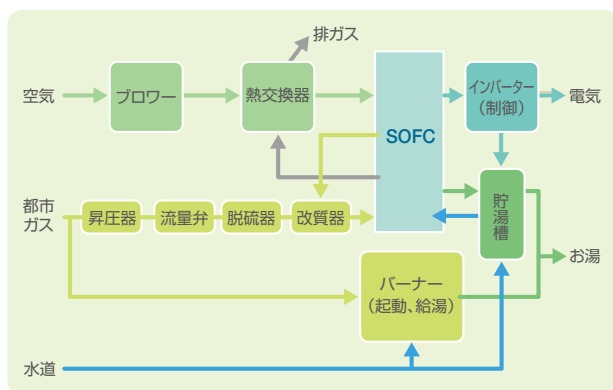 排ガス
空気
ブロワー
熱交換器
SOFC
インバーター
（制御）
電気
都市
ガス
昇圧器
流量弁
脱硫器
改質器
貯湯槽
お湯
バーナー
（起動、給湯）
水道